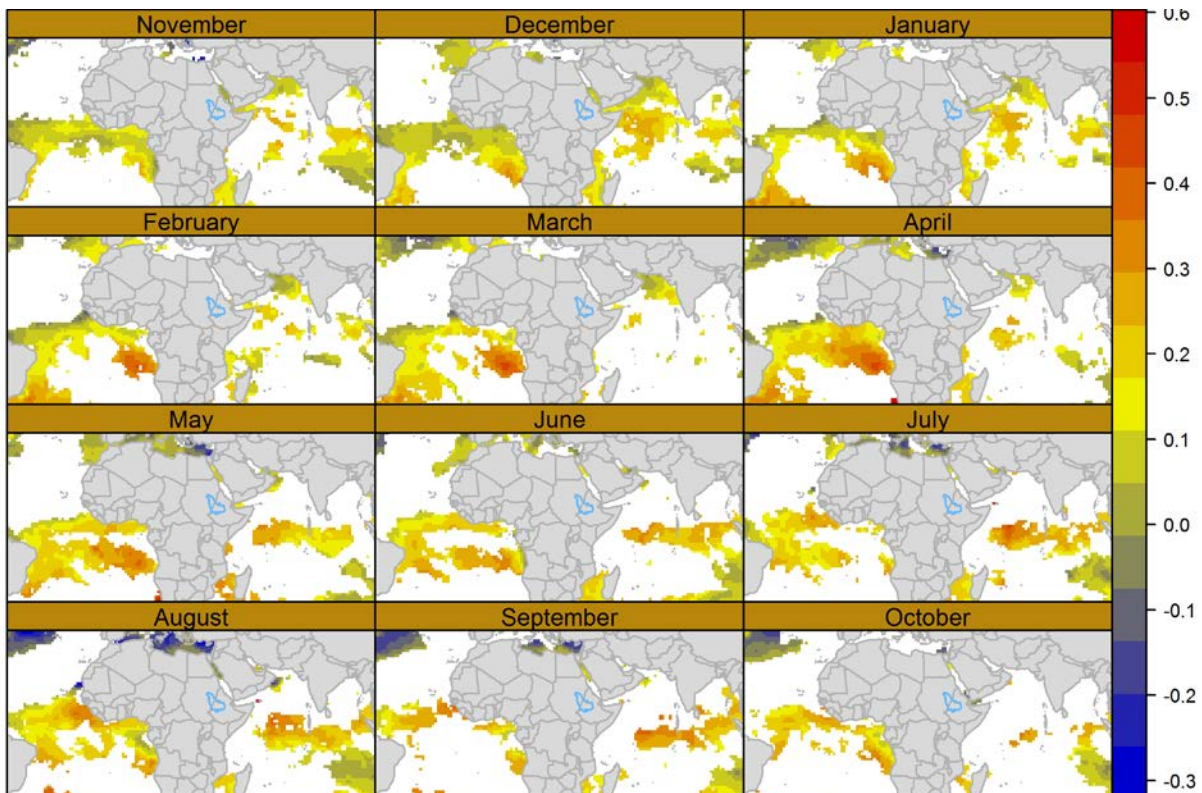 November December January
February March April
May June July
August September October
0.6
0.5
0.4
0.3
0.2
0.1
0.0
-0.1
-0.2
-0.3